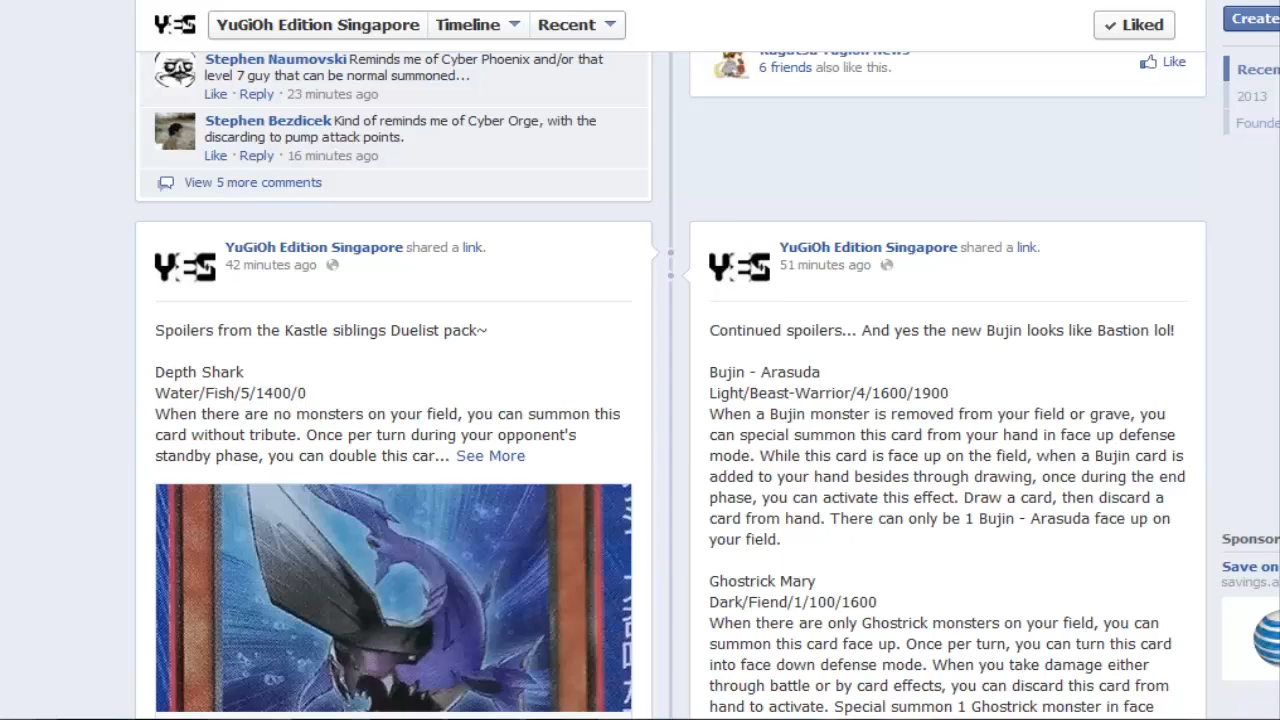 YES YuGiOh Edition Singapore Timeline Recent Liked
Create
Stephen Naumovski Reminds me of Cyber Phoenix and/or that
level 7 guy that can be normal summoned...
Like · Reply · 23 minutes ago
Stephen Bezdicek Kind of reminds me of Cyber Orge, with the
discarding to pump attack points.
Like · Reply · 16 minutes ago
View 5 more comments
6 friends also like this.
Like
Recen
2013
Founde
YuGiOh Edition Singapore shared a link.
YES
42 minutes ago
Spoilers from the Kastle siblings Duelist pack~
Depth Shark
Water/Fish/5/1400/0
When there are no monsters on your field, you can summon this
card without tribute. Once per turn during your opponent's
standby phase, you can double this car... See More
YuGiOh Edition Singapore shared a link.
YES
51 minutes ago
Continued spoilers... And yes the new Bujin looks like Bastion lol!
Bujin - Arasuda
Light/Beast-Warrior/4/1600/1900
When a Bujin monster is removed from your field or grave, you
can special summon this card from your hand in face up defense
mode. While this card is face up on the field, when a Bujin card is
added to your hand besides through drawing, once during the end
phase, you can activate this effect. Draw a card, then discard a
card from hand. There can only be 1 Bujin - Arasuda face up on
your field.
Ghostrick Mary
Dark/Fiend/1/100/1600
When there are only Ghostrick monsters on your field, you can
summon this card face up. Once per turn, you can turn this card
into face down defense mode. When you take damage either
through battle or by card effects, you can discard this card from
hand to activate. Special summon 1 Ghostrick monster in face
Sponsor
Save on
savings.a